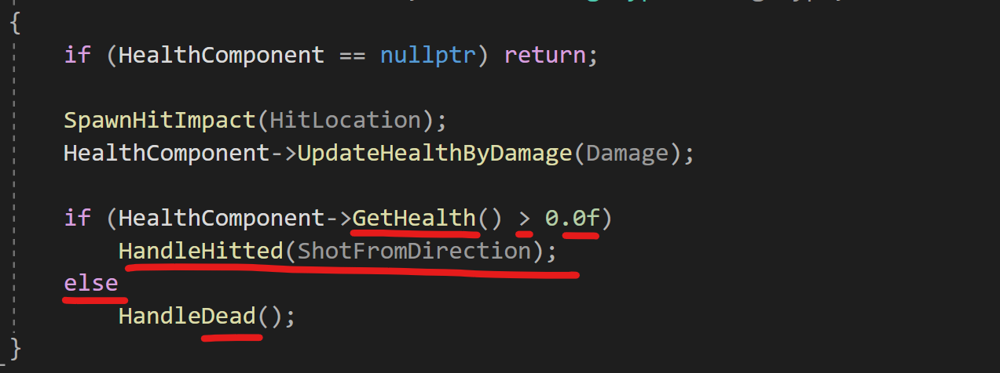 {
if (HealthComponent == nullptr) return;
SpawnHitImpact(HitLocation);
HealthComponent->UpdateHealthByDamage(Damage);
if (HealthComponent->GetHealth() > 0.0f)
HandleHitted(ShotFromDirection);
else
HandleDead();
}